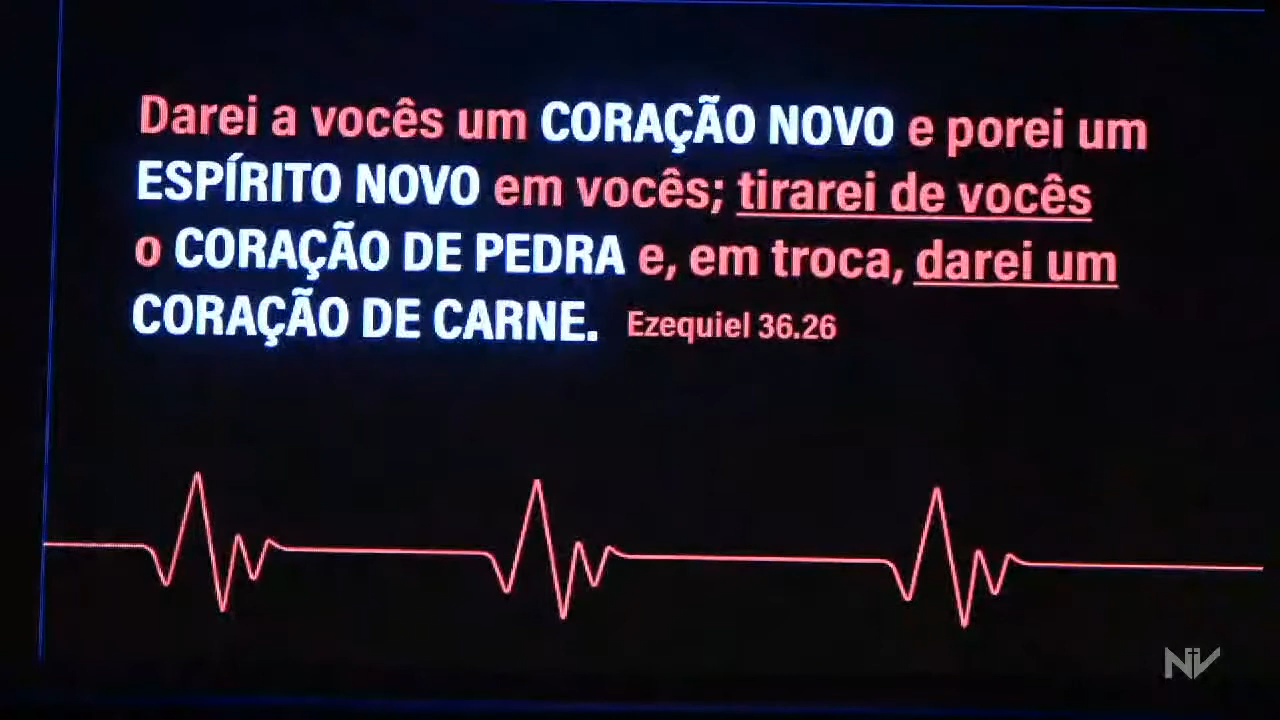 Darei a vocês um CORAÇÃO NOVO e porei um
ESPÍRITO NOVO em vocês; tirarei de vocês
o CORAÇÃO DE PEDRA e, em troca, darei um
CORAÇÃO DE CARNE. Ezequiel 36.26
NV